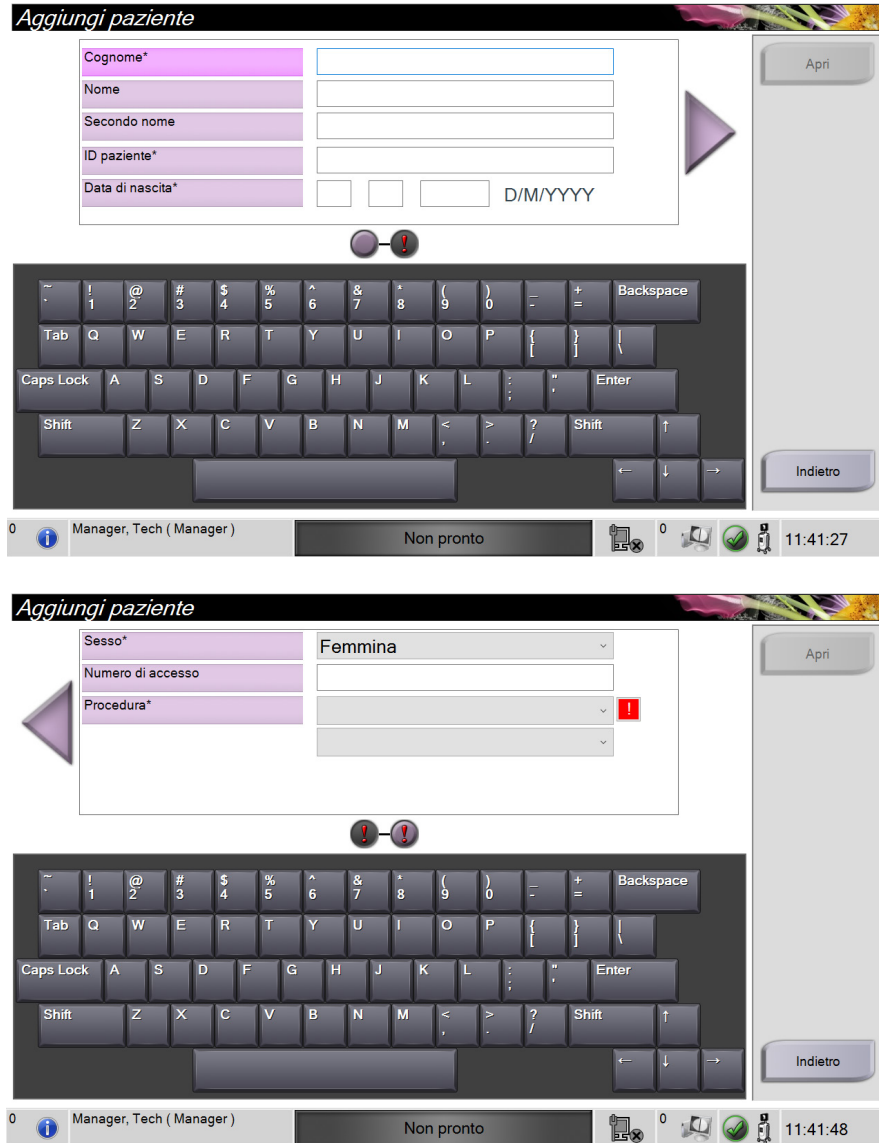 Aggiungi paziente
Cognome*
Apri
Nome
Secondo nome
ID paziente*
Data di nascita*
D/M/YYYY
~ ! @ # $ % ^ & * ( ) _ + Backspace
` 1 2 3 4 5 6 7 8 9 0 - =
Tab Q W E R T Y U I O P { } |
[ ] \
Caps Lock A S D F G H J K L : " Enter
; '
Shift Z X C V B N M < > ? Shift ↑
, . /
← ↓ →
Indietro
0 Manager, Tech ( Manager ) Non pronto 0 11:41:27
Aggiungi paziente
Sesso* Femmina
Apri
Numero di accesso
Procedura* !
~ ! @ # $ % ^ & * ( ) _ + Backspace
` 1 2 3 4 5 6 7 8 9 0 - =
Tab Q W E R T Y U I O P { } |
[ ] \
Caps Lock A S D F G H J K L : " Enter
; '
Shift Z X C V B N M < > ? Shift ↑
, . /
← ↓ →
Indietro
0 Manager, Tech ( Manager ) Non pronto 0 11:41:48